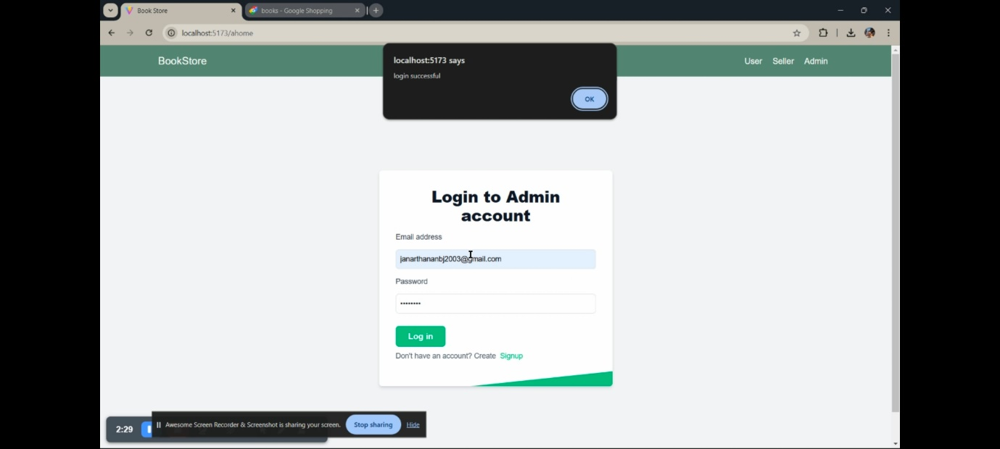 Book Store
books - Google Shopping
localhost:5173/ahome
BookStore
User Seller Admin
localhost:5173 says
login successful
OK
Login to Admin
account
Email address
janarthananbj2003@gmail.com
Password
••••••••
Log in
Don't have an account? Create Signup
Awesome Screen Recorder & Screenshot is sharing your screen. Stop sharing Hide
2:29